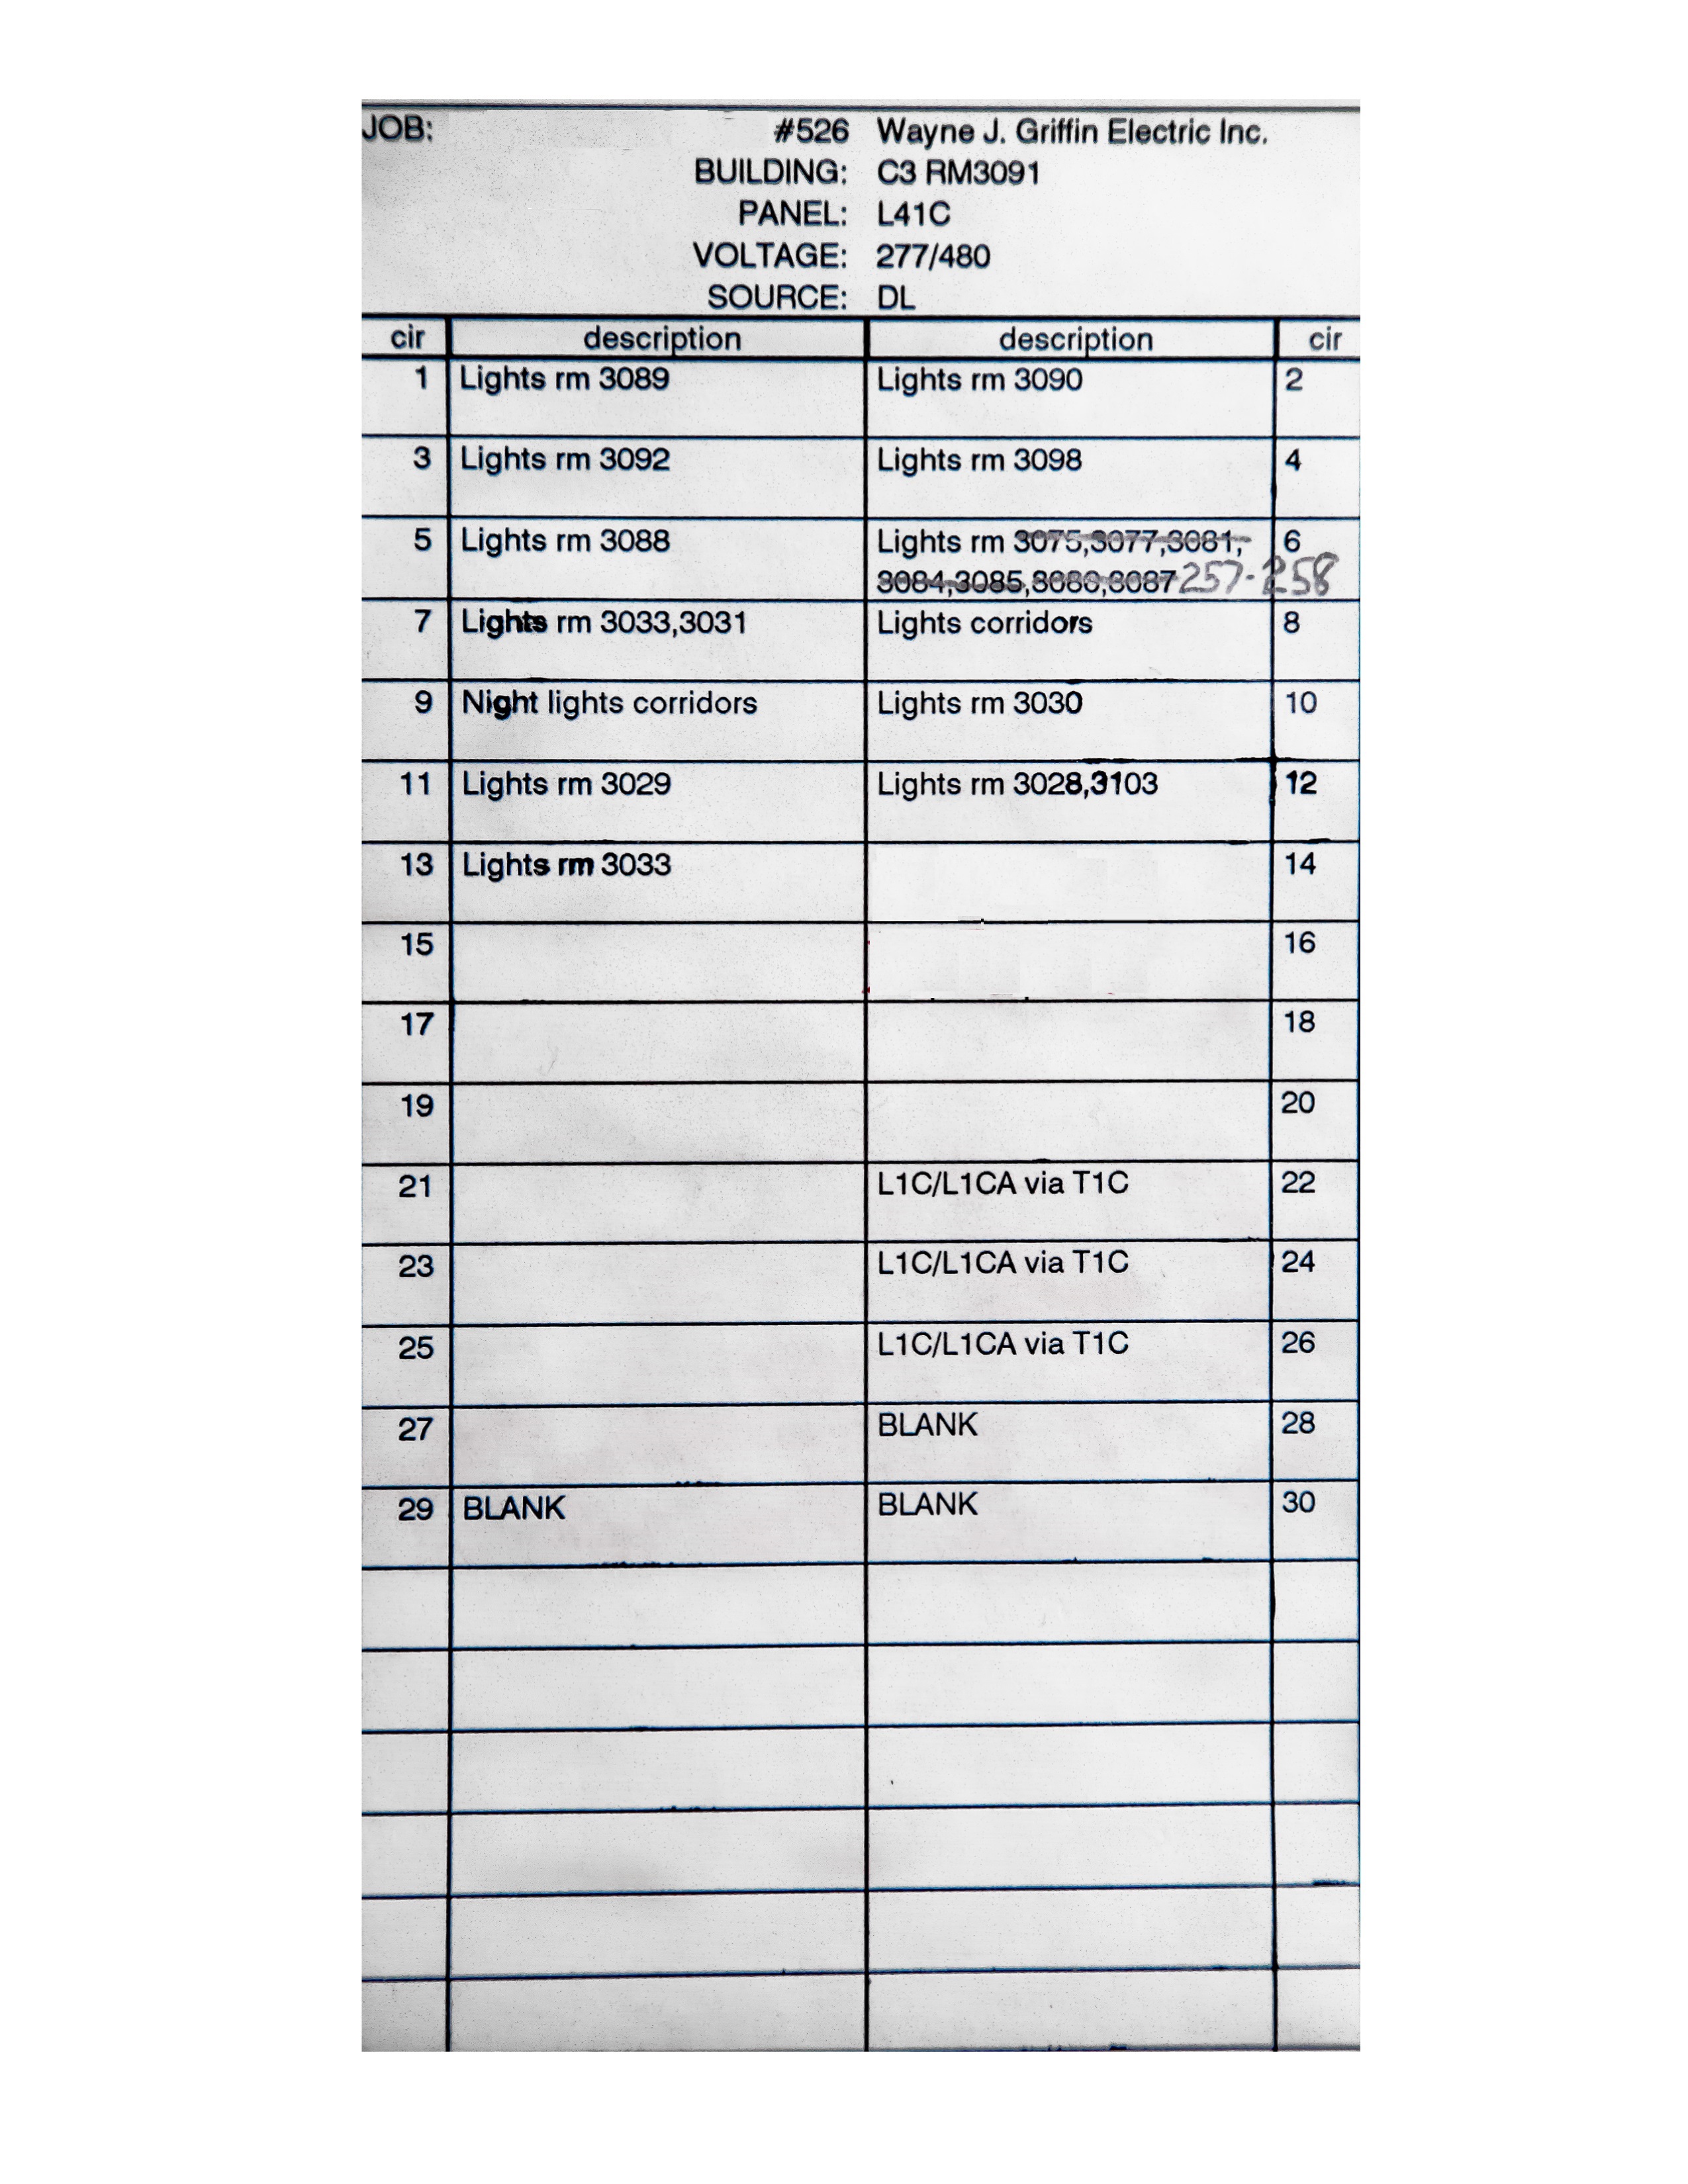 JOB: #526 Wayne J. Griffin Electric Inc.
BUILDING: C3 RM3091
PANEL: L41C
VOLTAGE: 277/480
SOURCE: DL
cir description description cir
1 Lights rm 3089 Lights rm 3090 2
3 Lights rm 3092 Lights rm 3098 4
5 Lights rm 3088 Lights rm 3075,3077,3081, 6
3084,3085,3086,3087 257-258
7 Lights rm 3033,3031 Lights corridors 8
9 Night lights corridors Lights rm 3030 10
11 Lights rm 3029 Lights rm 3028,3103 12
13 Lights rm 3033 14
15 16
17 18
19 20
21 L1C/L1CA via T1C 22
23 L1C/L1CA via T1C 24
25 L1C/L1CA via T1C 26
27 BLANK 28
29 BLANK BLANK 30